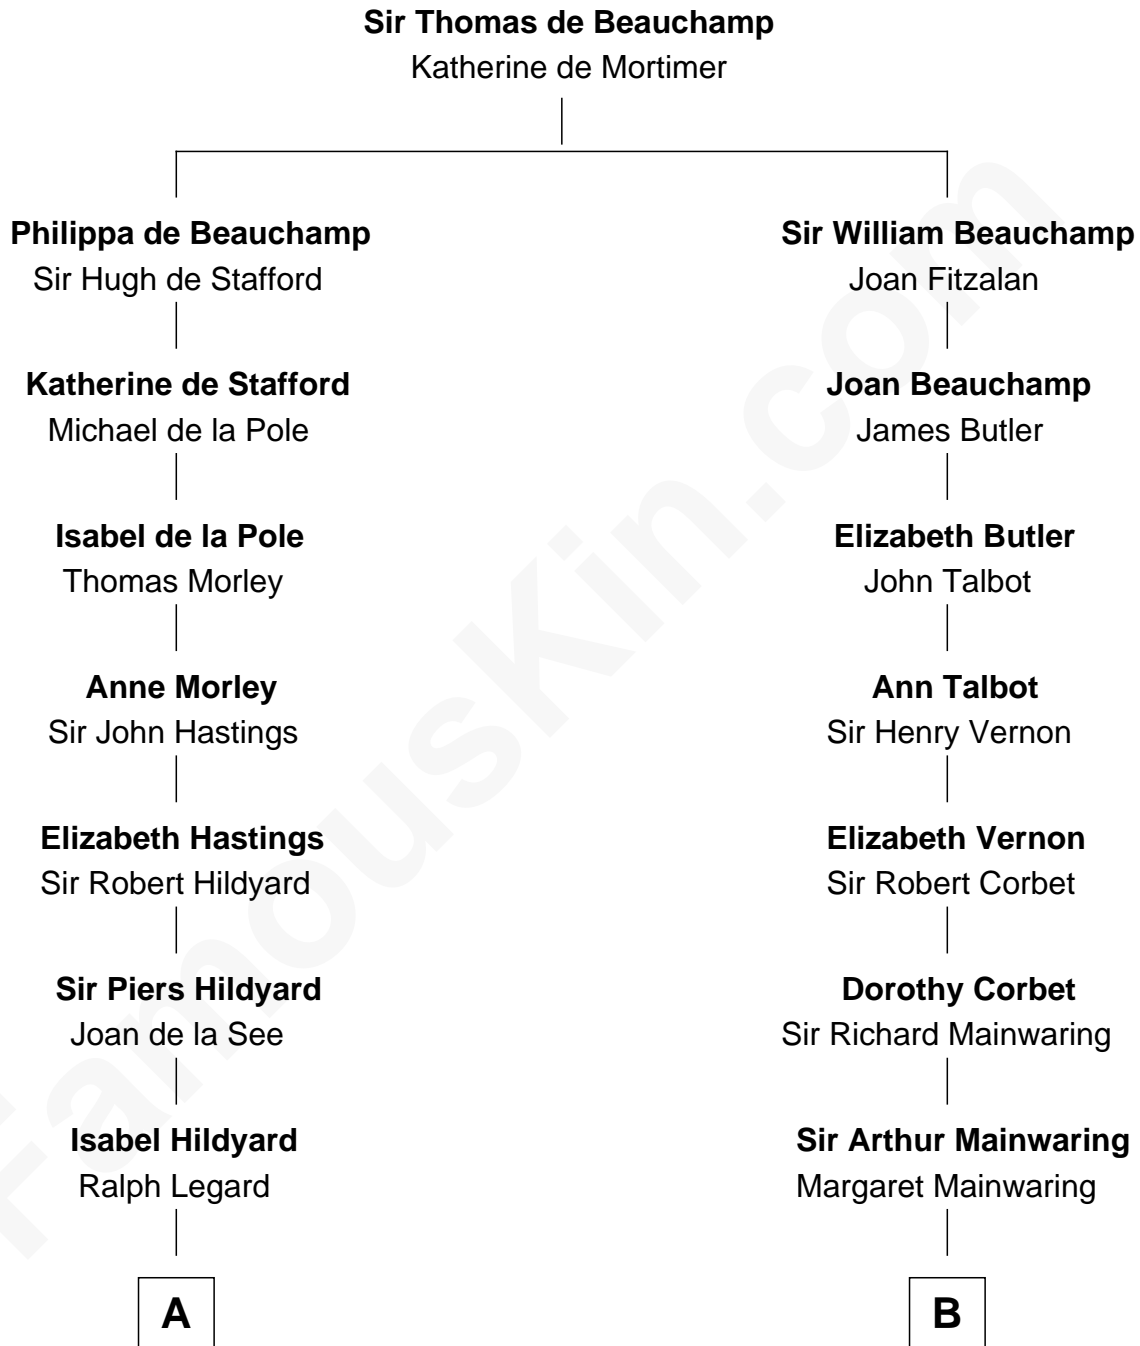 Sir Thomas de Beauchamp
Katherine de Mortimer
Philippa de Beauchamp
Sir Hugh de Stafford
Katherine de Stafford
Michael de la Pole
Isabel de la Pole
Thomas Morley
Anne Morley
Sir John Hastings
Elizabeth Hastings
Sir Robert Hildyard
Sir Piers Hildyard
Joan de la See
Isabel Hildyard
Ralph Legard
A
Sir William Beauchamp
Joan Fitzalan
Joan Beauchamp
James Butler
Elizabeth Butler
John Talbot
Ann Talbot
Sir Henry Vernon
Elizabeth Vernon
Sir Robert Corbet
Dorothy Corbet
Sir Richard Mainwaring
Sir Arthur Mainwaring
Margaret Mainwaring
B
FamousKin.com